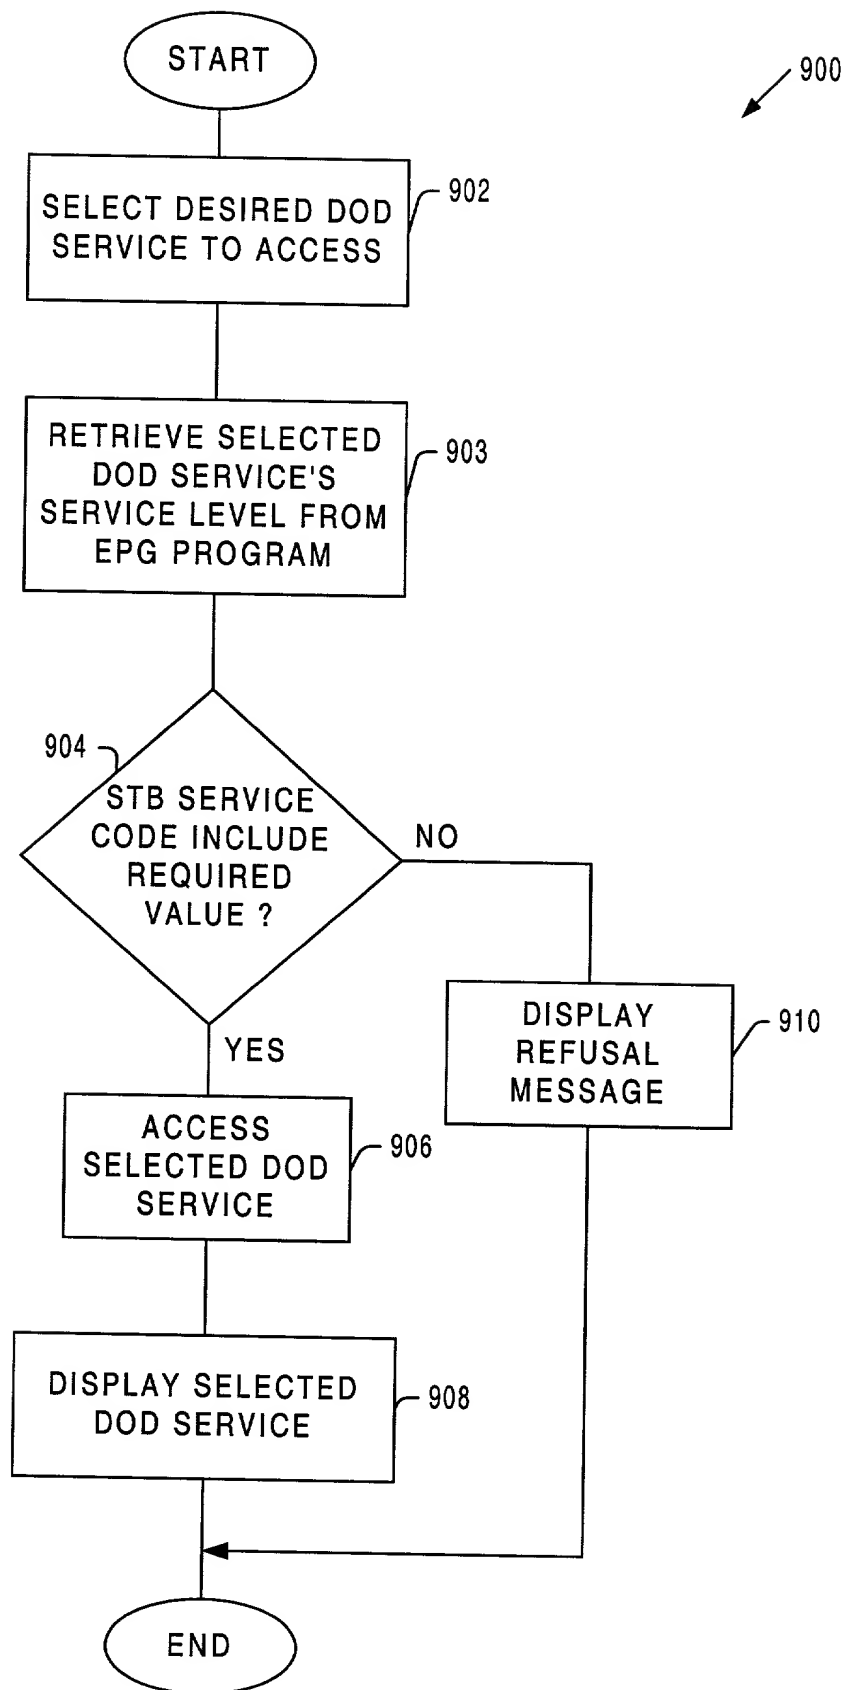 START
900
SELECT DESIRED DOD
SERVICE TO ACCESS
902
RETRIEVE SELECTED
DOD SERVICE'S
SERVICE LEVEL FROM
EPG PROGRAM
903
904
STB SERVICE
CODE INCLUDE
REQUIRED
VALUE ?
NO
YES
DISPLAY
REFUSAL
MESSAGE
910
ACCESS
SELECTED DOD
SERVICE
906
DISPLAY SELECTED
DOD SERVICE
908
END